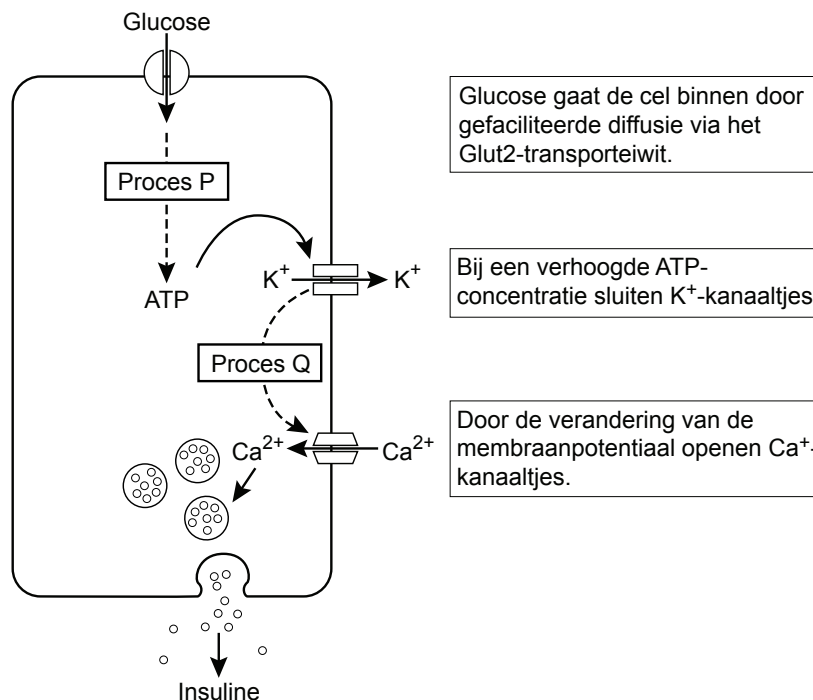 Glucose
Glucose gaat de cel binnen door
gefaciliteerde diffusie via het
Glut2-transporteiwit.
Proces P
ATP
K⁺
K⁺
Bij een verhoogde ATP-
concentratie sluiten K⁺-kanaaltjes
Proces Q
Ca²⁺
Ca²⁺
Door de verandering van de
membraanpotentiaal openen Ca⁺-
kanaaltjes.
Insuline